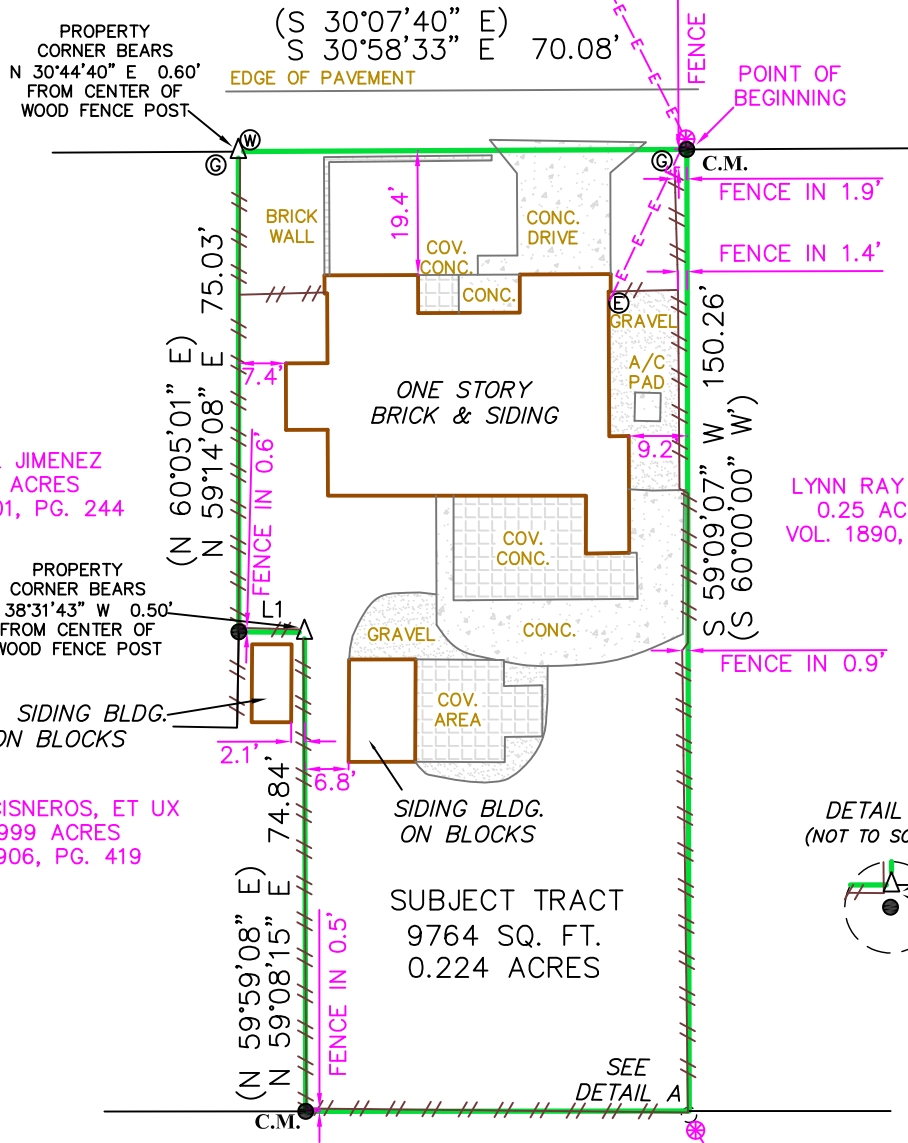 (S 30°07'40" E)
S 30°58'33" E 70.08'
EDGE OF PAVEMENT
PROPERTY
CORNER BEARS
N 30°44'40" E 0.60'
FROM CENTER OF
WOOD FENCE POST
FENCE
E
E
E
POINT OF
BEGINNING
W
G
G
C.M.
FENCE IN 1.9'
FENCE IN 1.4'
BRICK
WALL
19.4'
COV.
CONC.
CONC.
DRIVE
CONC.
E
E
E
E
GRAVEL
A/C
PAD
7.4'
9.2'
ONE STORY
BRICK & SIDING
(N 60°05'01" E)
N 59°14'08" E 75.03'
FENCE IN 0.6'
S 59°09'07" W 150.26'
(S 60°00'00" W')
JIMENEZ
ACRES
01, PG. 244
LYNN RAY
0.25 AC
VOL. 1890,
PROPERTY
CORNER BEARS
38°31'43" W 0.50'
FROM CENTER OF
WOOD FENCE POST
L1
COV.
CONC.
CONC.
GRAVEL
COV.
AREA
FENCE IN 0.9'
SIDING BLDG.
ON BLOCKS
2.1'
6.8'
SIDING BLDG.
ON BLOCKS
CISNEROS, ET UX
999 ACRES
906, PG. 419
(N 59°59'08" E)
N 59°08'15" E 74.84'
FENCE IN 0.5'
DETAIL
(NOT TO SC
SUBJECT TRACT
9764 SQ. FT.
0.224 ACRES
SEE
DETAIL A
C.M.